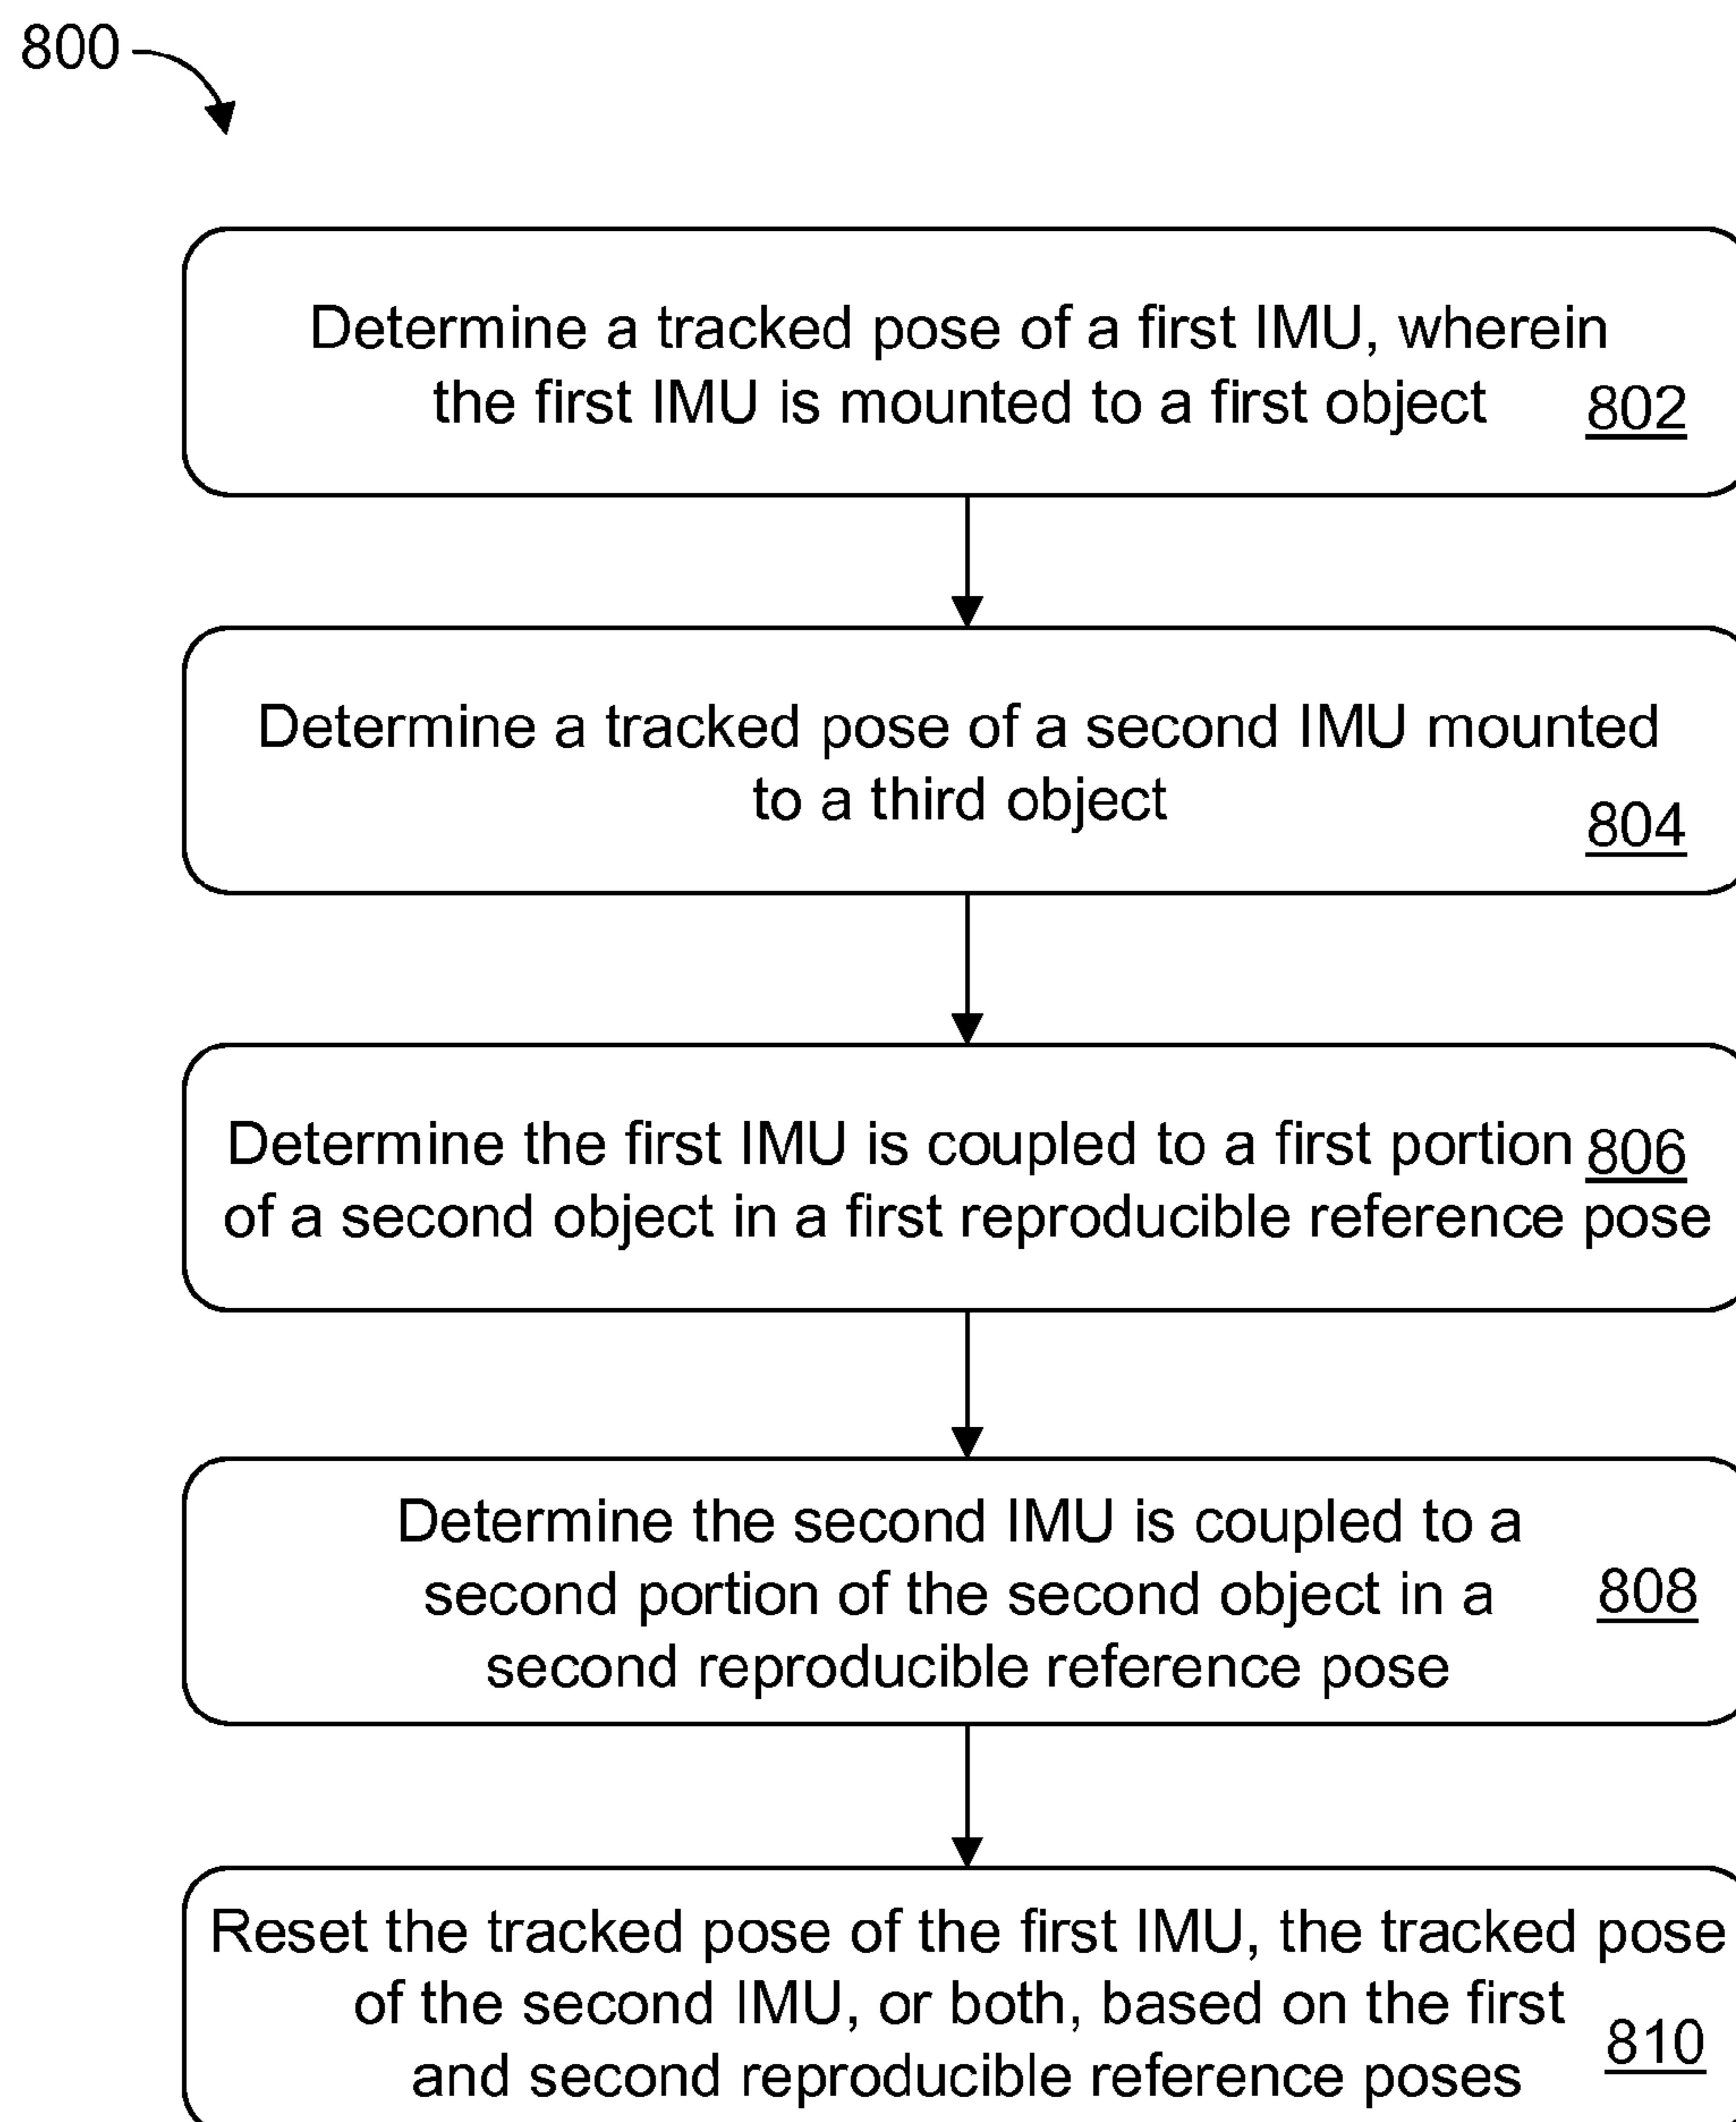 800
Determine a tracked pose of a first IMU, wherein
the first IMU is mounted to a first object
802
Determine a tracked pose of a second IMU mounted
to a third object
804
Determine the first IMU is coupled to a first portion 806
of a second object in a first reproducible reference pose
Determine the second IMU is coupled to a
second portion of the second object in a
808
second reproducible reference pose
Reset the tracked pose of the first IMU, the tracked pose
of the second IMU, or both, based on the first
810
and second reproducible reference poses